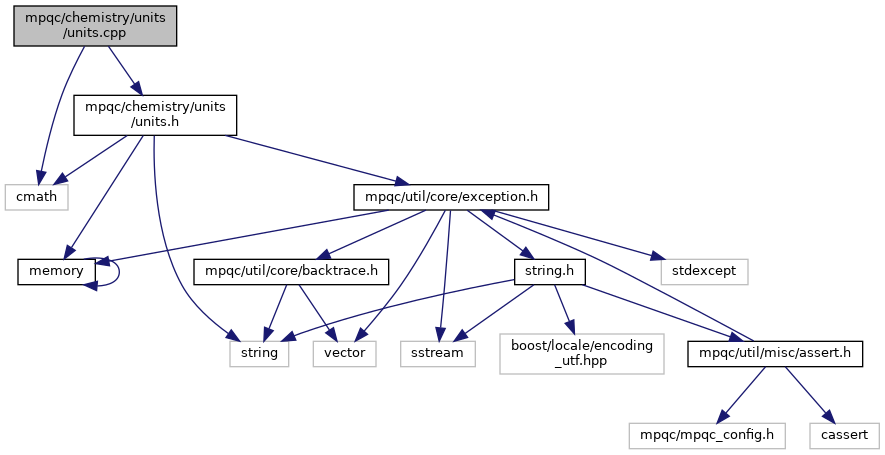 mpqc/chemistry/units
/units.cpp
mpqc/chemistry/units
/units.h
cmath
mpqc/util/core/exception.h
memory
mpqc/util/core/backtrace.h
string.h
stdexcept
string
vector
sstream
boost/locale/encoding
_utf.hpp
mpqc/util/misc/assert.h
mpqc/mpqc_config.h
cassert